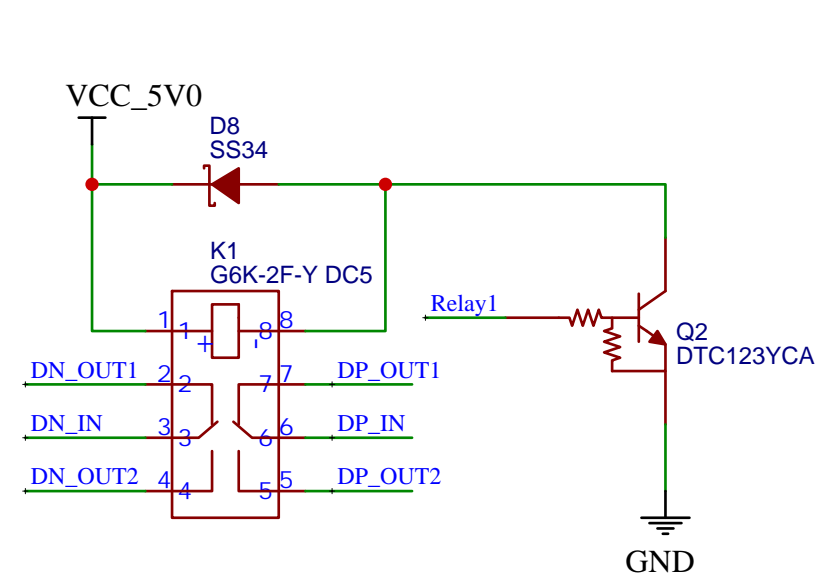 VCC_5V0
D8
SS34
K1
G6K-2F-Y DC5
1 1 + - 8 8
Relay1
Q2
DTC123YCA
DN_OUT1 2 2 7 7 DP_OUT1
DN_IN 3 3 6 6 DP_IN
DN_OUT2 4 4 5 5 DP_OUT2
GND